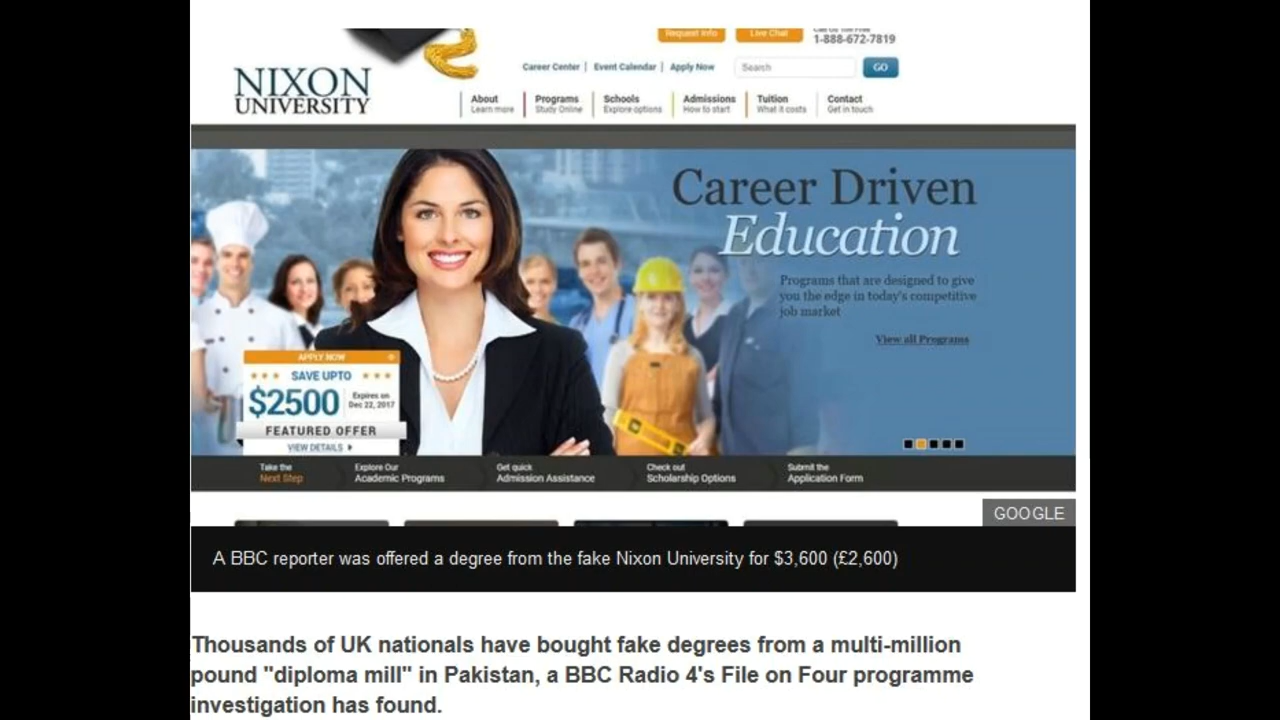 Request Info
Live Chat
Call Us Toll Free
1-888-672-7819
Career Center | Event Calendar | Apply Now
Search
GO
NIXON
UNIVERSITY
About
Learn more
Programs
Study Online
Schools
Explore options
Admissions
How to start
Tuition
What it costs
Contact
Get in touch
Career Driven
Education
Programs that are designed to give
you the edge in today's competitive
job market
View all Programs
APPLY NOW
SAVE UPTO
$2500
Expires on
Dec 22, 2017
FEATURED OFFER
VIEW DETAILS
Take the
Next Step
Explore Our
Academic Programs
Get quick
Admission Assistance
Check out
Scholarship Options
Submit the
Application Form
GOOGLE
A BBC reporter was offered a degree from the fake Nixon University for $3,600 (£2,600)
Thousands of UK nationals have bought fake degrees from a multi-million
pound "diploma mill" in Pakistan, a BBC Radio 4's File on Four programme
investigation has found.